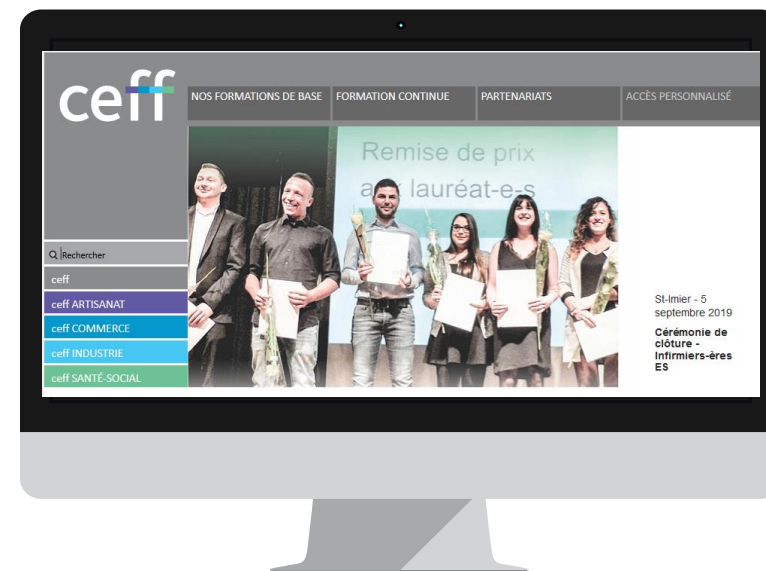 ceff
NOS FORMATIONS DE BASE
FORMATION CONTINUE
PARTENARIATS
ACCÈS PERSONNALISÉ
Remise de prix
aux lauréat-e-s
Rechercher
ceff
ceff ARTISANAT
ceff COMMERCE
ceff INDUSTRIE
ceff SANTÉ-SOCIAL
St-Imier - 5
septembre 2019
Cérémonie de
clôture -
Infirmiers-ères
ES